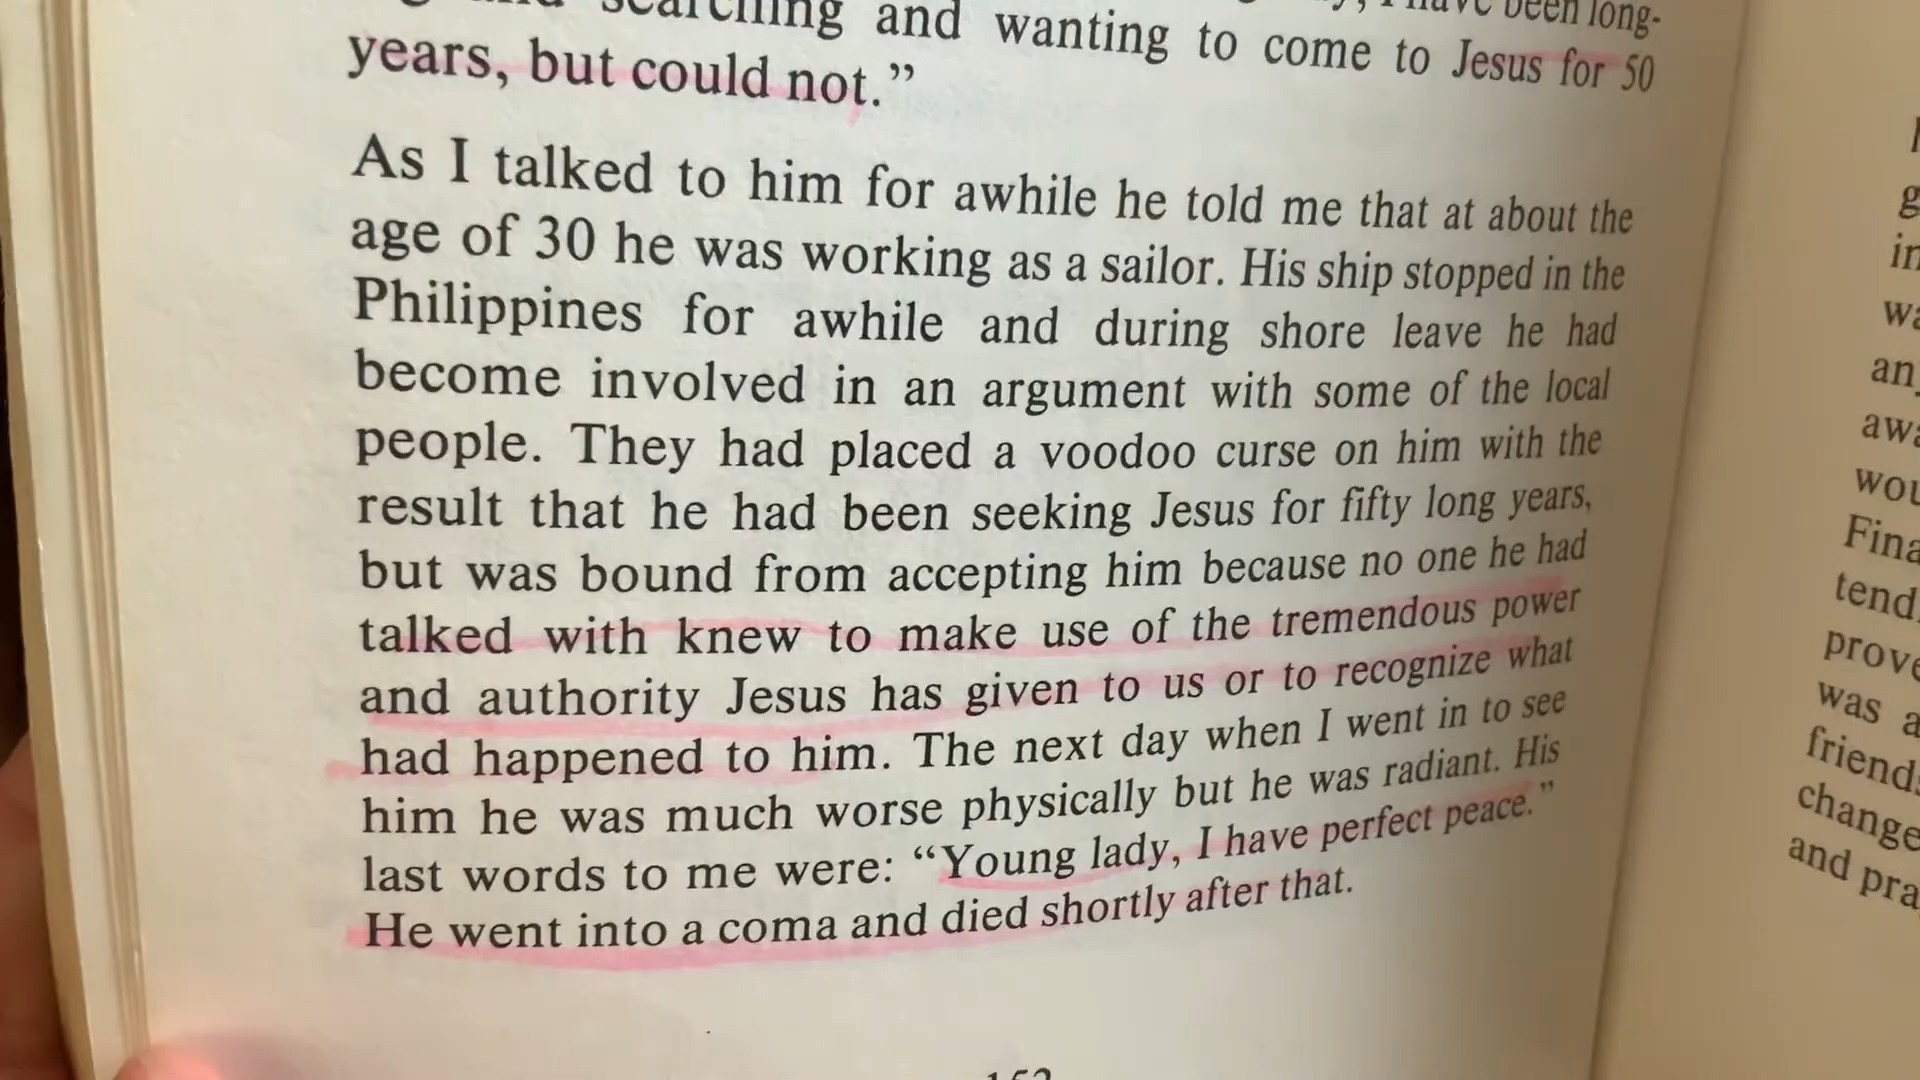 searching and wanting to come to Jesus for 50
years, but could not.”
As I talked to him for awhile he told me that at about the
age of 30 he was working as a sailor. His ship stopped in the
Philippines for awhile and during shore leave he had
become involved in an argument with some of the local
people. They had placed a voodoo curse on him with the
result that he had been seeking Jesus for fifty long years,
but was bound from accepting him because no one he had
talked with knew to make use of the tremendous power
and authority Jesus has given to us or to recognize what
had happened to him. The next day when I went in to see
him he was much worse physically but he was radiant. His
last words to me were: “Young lady, I have perfect peace.”
He went into a coma and died shortly after that.